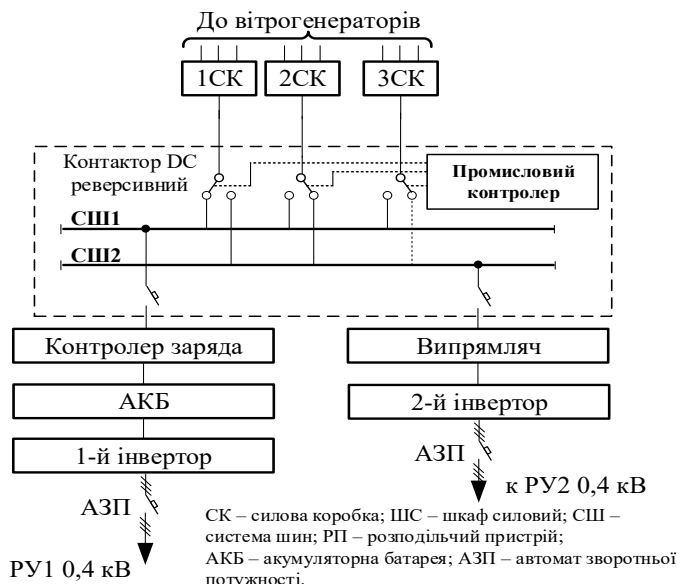 До вітрогенераторів
1СК
2СК
3СК
Контактор DC
реверсивний
Промисловий
контролер
СШ1
СШ2
Контролер заряда
Випрямляч
АКБ
2-й інвертор
1-й інвертор
АЗП
АЗП
к РУ2 0,4 кВ
РУ1 0,4 кВ
СК – силова коробка; ШС – шкаф силовий; СШ –
система шин; РП – розподільчий пристрій;
АКБ – акумуляторна батарея; АЗП – автомат зворотньої
потужності.